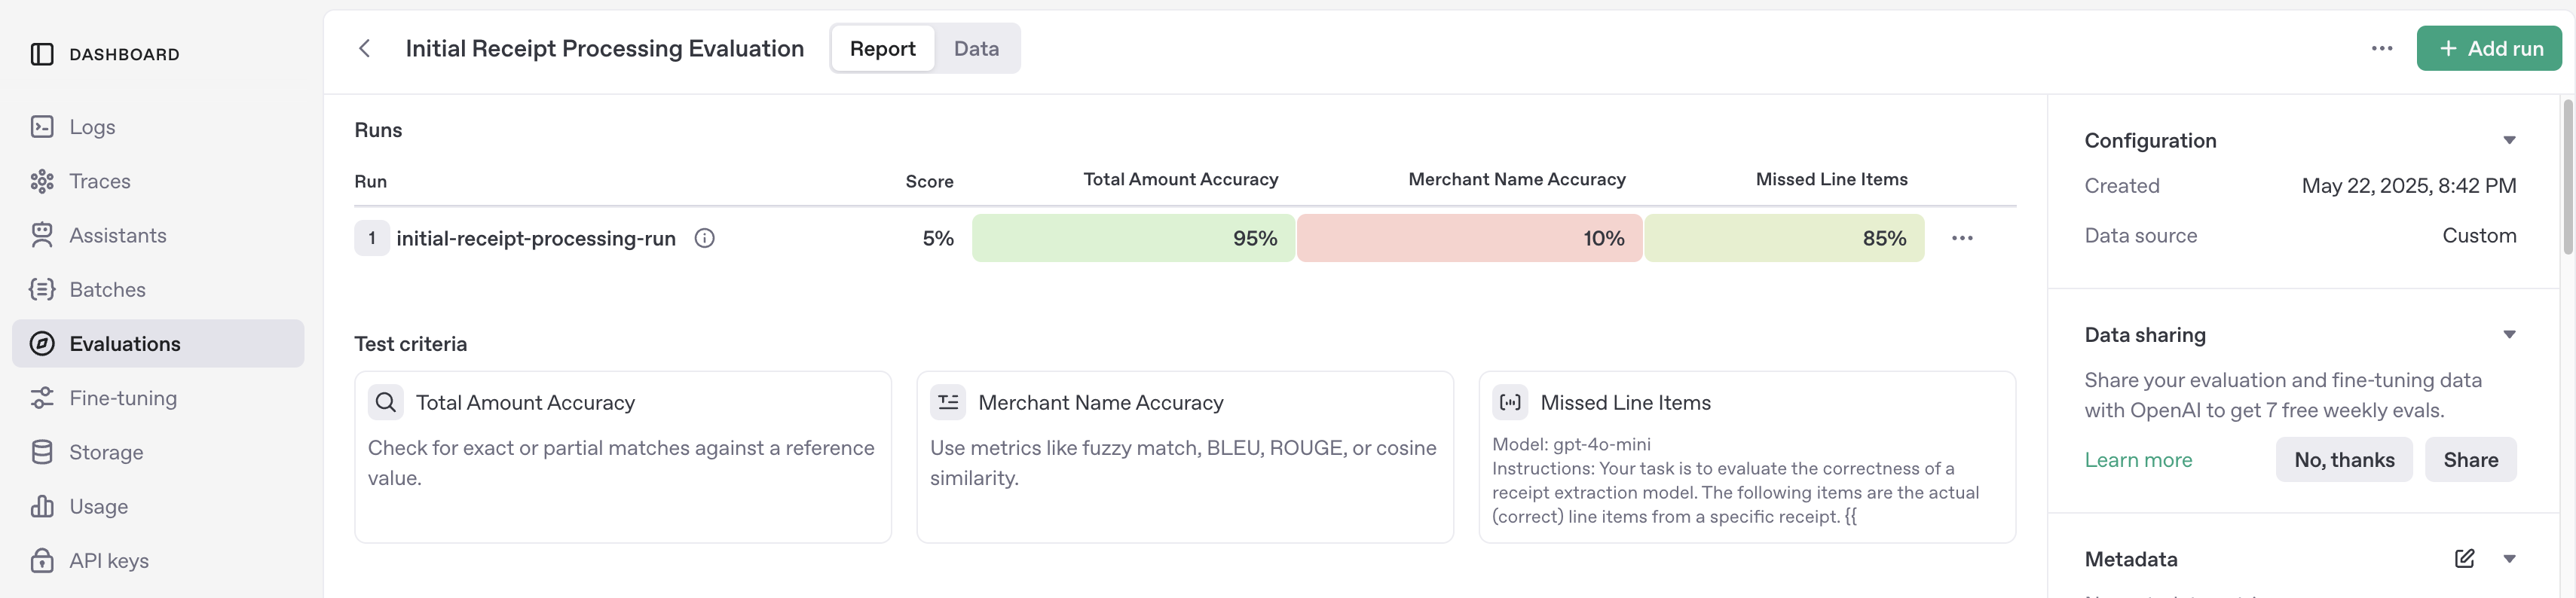 DASHBOARD
Logs
Traces
Assistants
Batches
Evaluations
Fine-tuning
Storage
Usage
API keys
Initial Receipt Processing Evaluation Report Data
+ Add run
Runs
Run Score Total Amount Accuracy Merchant Name Accuracy Missed Line Items
1 initial-receipt-processing-run 5% 95% 10% 85%
Test criteria
Total Amount Accuracy
Check for exact or partial matches against a reference
value.
Merchant Name Accuracy
Use metrics like fuzzy match, BLEU, ROUGE, or cosine
similarity.
Missed Line Items
Model: gpt-4o-mini
Instructions: Your task is to evaluate the correctness of a
receipt extraction model. The following items are the actual
(correct) line items from a specific receipt. {{
Configuration
Created May 22, 2025, 8:42 PM
Data source Custom
Data sharing
Share your evaluation and fine-tuning data
with OpenAI to get 7 free weekly evals.
Learn more No, thanks Share
Metadata